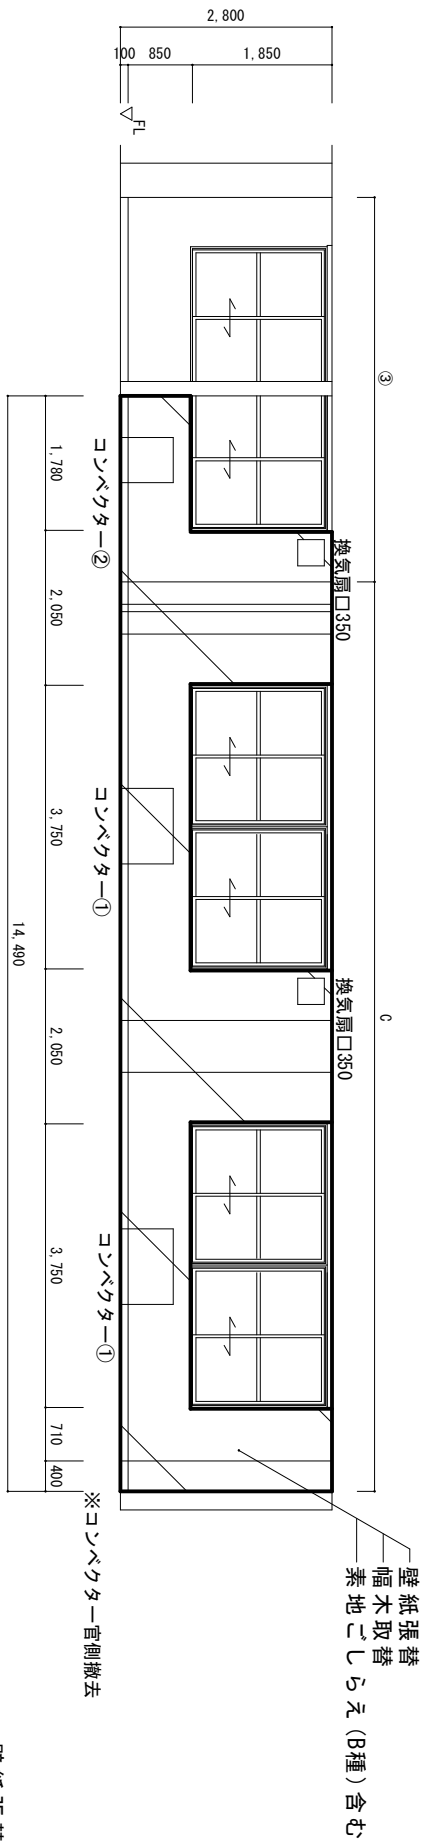 2,800
100
850
1,850
▽FL
③
C
換気扇□350
換気扇□350
コンベクター②
コンベクター①
コンベクター①
1,780
2,050
3,750
2,050
3,750
710
400
14,490
※コンベクター官側撤去
壁紙張替
幅木取替
素地ごしらえ(B種)含む